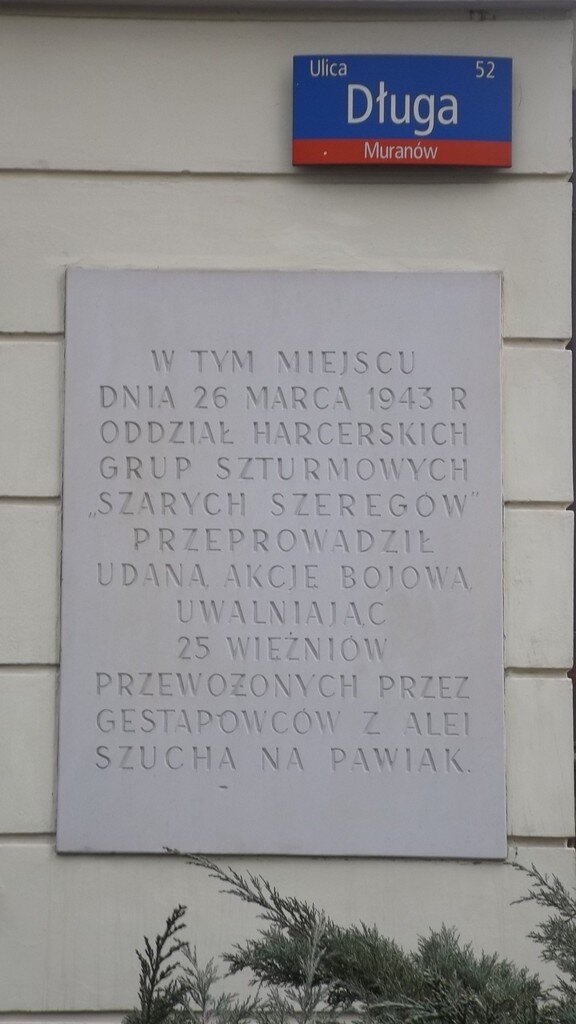 Ulica 52
Długa
Muranów
W TYM MIEJSCU
DNIA 26 MARCA 1943 R
ODDZIAŁ HARCERSKICH
GRUP SZTURMOWYCH
„SZARYCH SZEREGÓW”
PRZEPROWADZIŁ
UDANĄ AKCJĘ BOJOWĄ
UWALNIAJĄC
25 WIĘŹNIÓW
PRZEWOŻONYCH PRZEZ
GESTAPOWCÓW Z ALEI
SZUCHA NA PAWIAK.